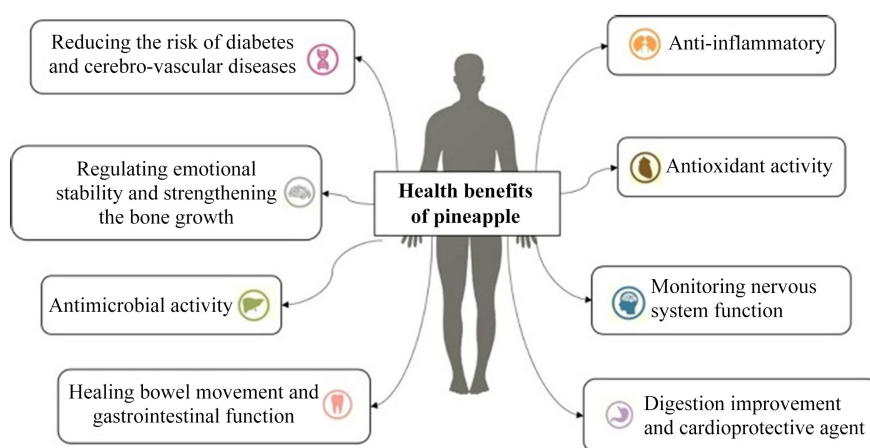 Reducing the risk of diabetes
and cerebro-vascular diseases
Anti-inflammatory
Regulating emotional
stability and strengthening
the bone growth
Antioxidant activity
Health benefits
of pineapple
Antimicrobial activity
Monitoring nervous
system function
Healing bowel movement and
gastrointestinal function
Digestion improvement
and cardioprotective agent